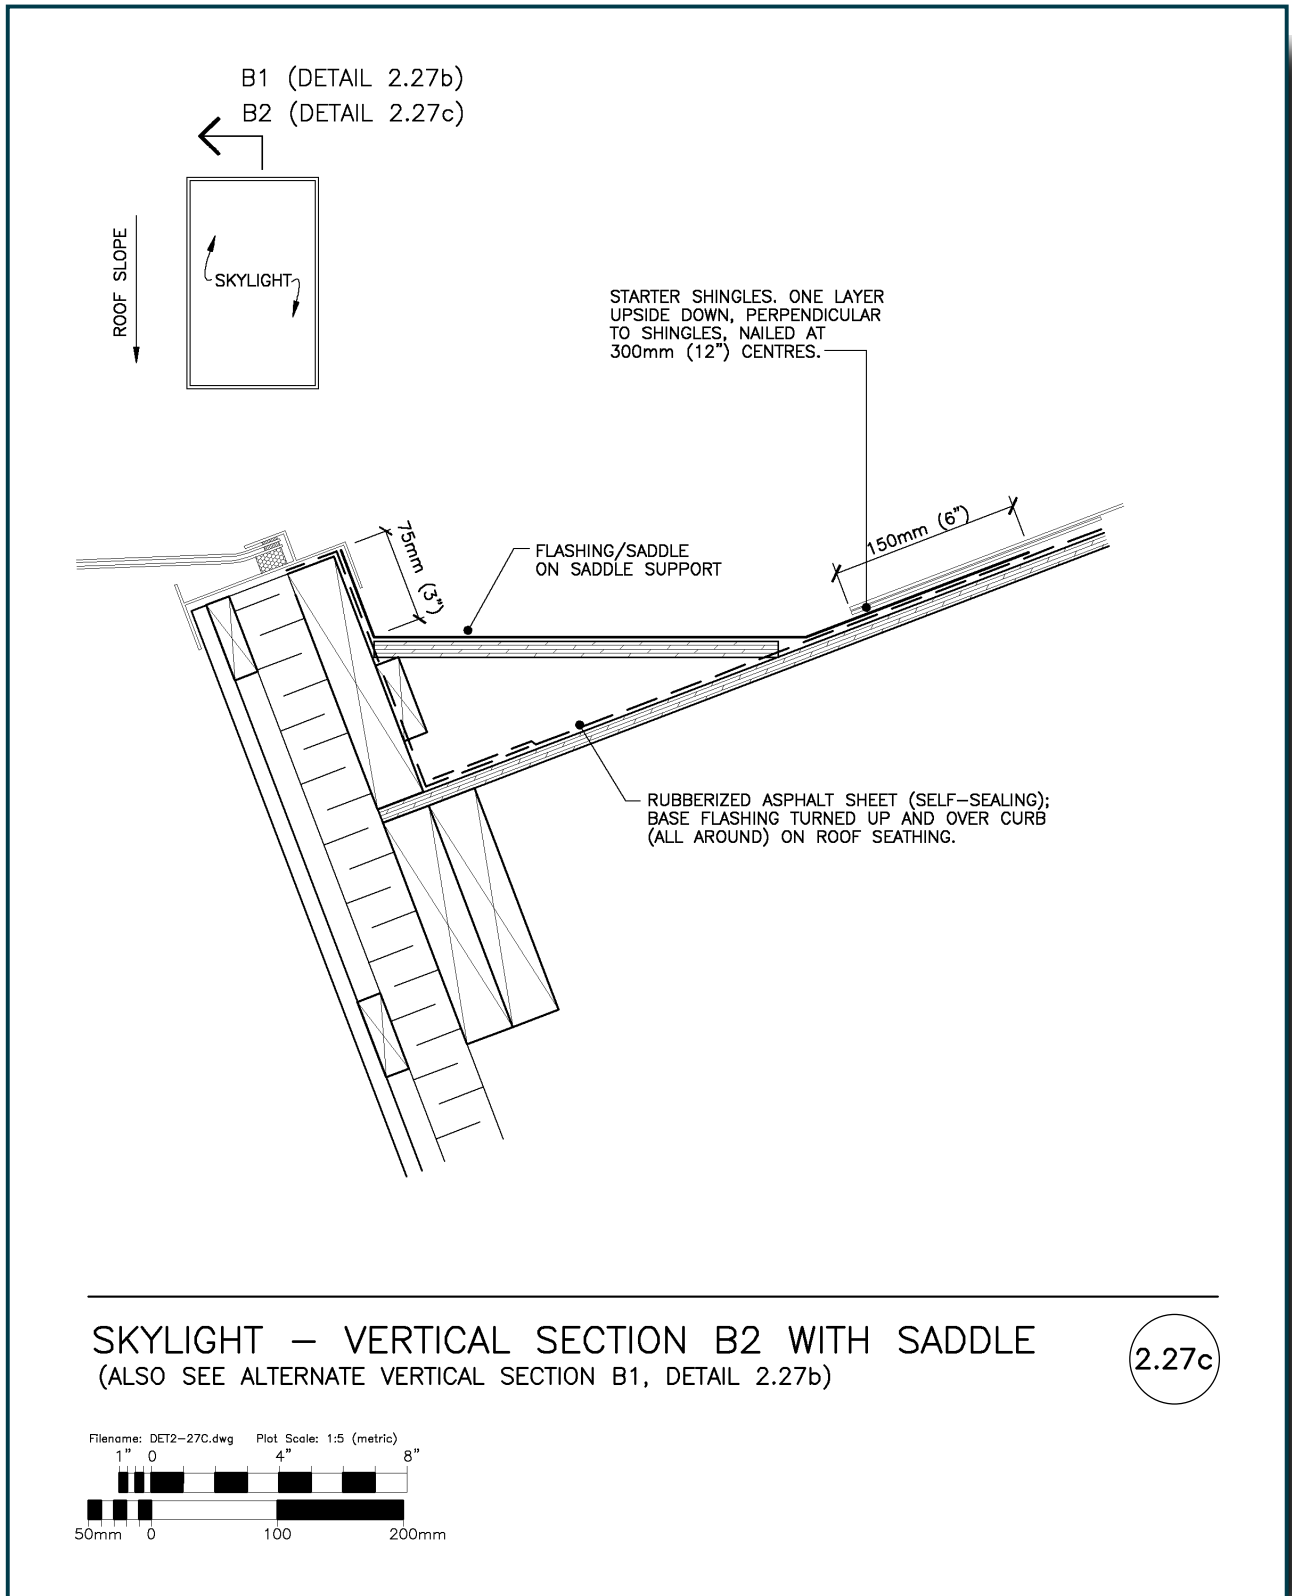 B1 (DETAIL 2.27b)
B2 (DETAIL 2.27c)
ROOF SLOPE
SKYLIGHT
STARTER SHINGLES. ONE LAYER
UPSIDE DOWN, PERPENDICULAR
TO SHINGLES, NAILED AT
300mm (12") CENTRES.
75mm (3")
150mm (6")
FLASHING/SADDLE
ON SADDLE SUPPORT
RUBBERIZED ASPHALT SHEET (SELF-SEALING);
BASE FLASHING TURNED UP AND OVER CURB
(ALL AROUND) ON ROOF SEATHING.
SKYLIGHT - VERTICAL SECTION B2 WITH SADDLE
(ALSO SEE ALTERNATE VERTICAL SECTION B1, DETAIL 2.27b)
2.27c
Filename: DET2-27C.dwg Plot Scale: 1:5 (metric)
1" 0 4" 8"
50mm 0 100 200mm